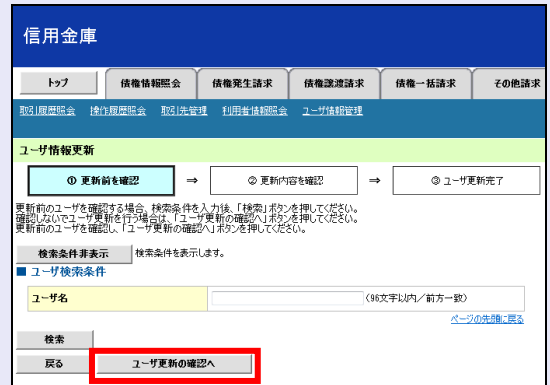 信用金庫
トップ 債権情報照会 債権発生請求 債権譲渡請求 債権一括請求 その他請求
取引履歴照会 操作履歴照会 取引先管理 利用者情報照会 ユーザ情報管理
ユーザ情報更新
① 更新前を確認 ⇒ ② 更新内容を確認 ⇒ ③ ユーザ更新完了
更新前のユーザを確認する場合、検索条件を入力後、「検索」ボタンを押してください。
確認しないでユーザ更新を行う場合は、「ユーザ更新の確認へ」ボタンを押してください。
更新前のユーザを確認し、「ユーザ更新の確認へ」ボタンを押してください。
検索条件非表示 検索条件を表示します。
■ ユーザ検索条件
ユーザ名 (96文字以内／前方一致)
ページの先頭に戻る
検索
戻る ユーザ更新の確認へ